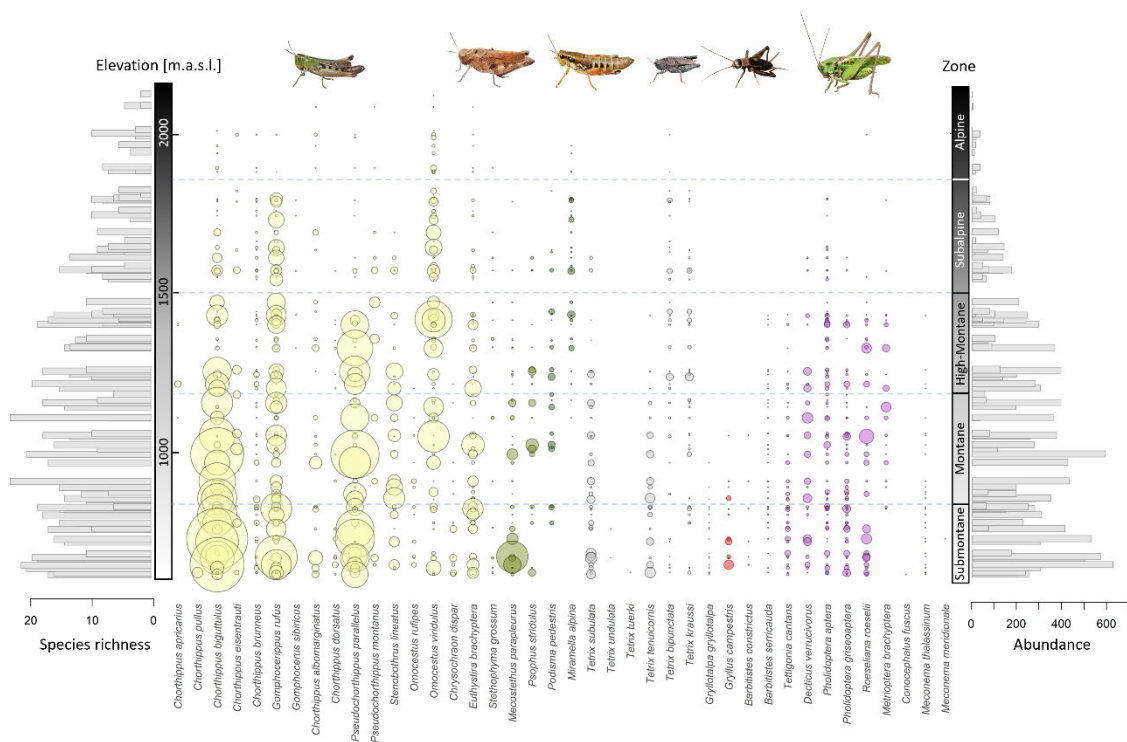 Elevation [m.a.s.l.]
Zone
2000
1500
1000
Alpine
Subalpine
High-Montane
Montane
Submontane
20
10
0
Species richness
0
200
400
600
Abundance
Chorthippus apricarius
Chorthippus pullus
Chorthippus biguttulus
Chorthippus eisentrauti
Chorthippus brunneus
Gomphocerippus rufus
Gomphocerus sibiricus
Chorthippus albomarginatus
Chorthippus dorsatus
Pseudochorthippus parallelus
Pseudochorthippus montanus
Stenobothrus lineatus
Omocestus rufipes
Omocestus viridulus
Chrysochraon dispar
Euthystira brachyptera
Stethophyma grossum
Mecostethus parapleurus
Psophus stridulus
Podisma pedestris
Miramella alpina
Tetrix subulata
Tetrix undulata
Tetrix tuerki
Tetrix tenuicornis
Tetrix bipunctata
Tetrix kraussi
Gryllotalpa gryllotalpa
Gryllus campestris
Barbitistes constrictus
Barbitistes serricauda
Tettigonia cantans
Decticus verrucivorus
Pholidoptera aptera
Pholidoptera griseoaptera
Roeseliana roeselii
Metrioptera brachyptera
Conocephalus fuscus
Meconema thalassinum
Meconema meridionale